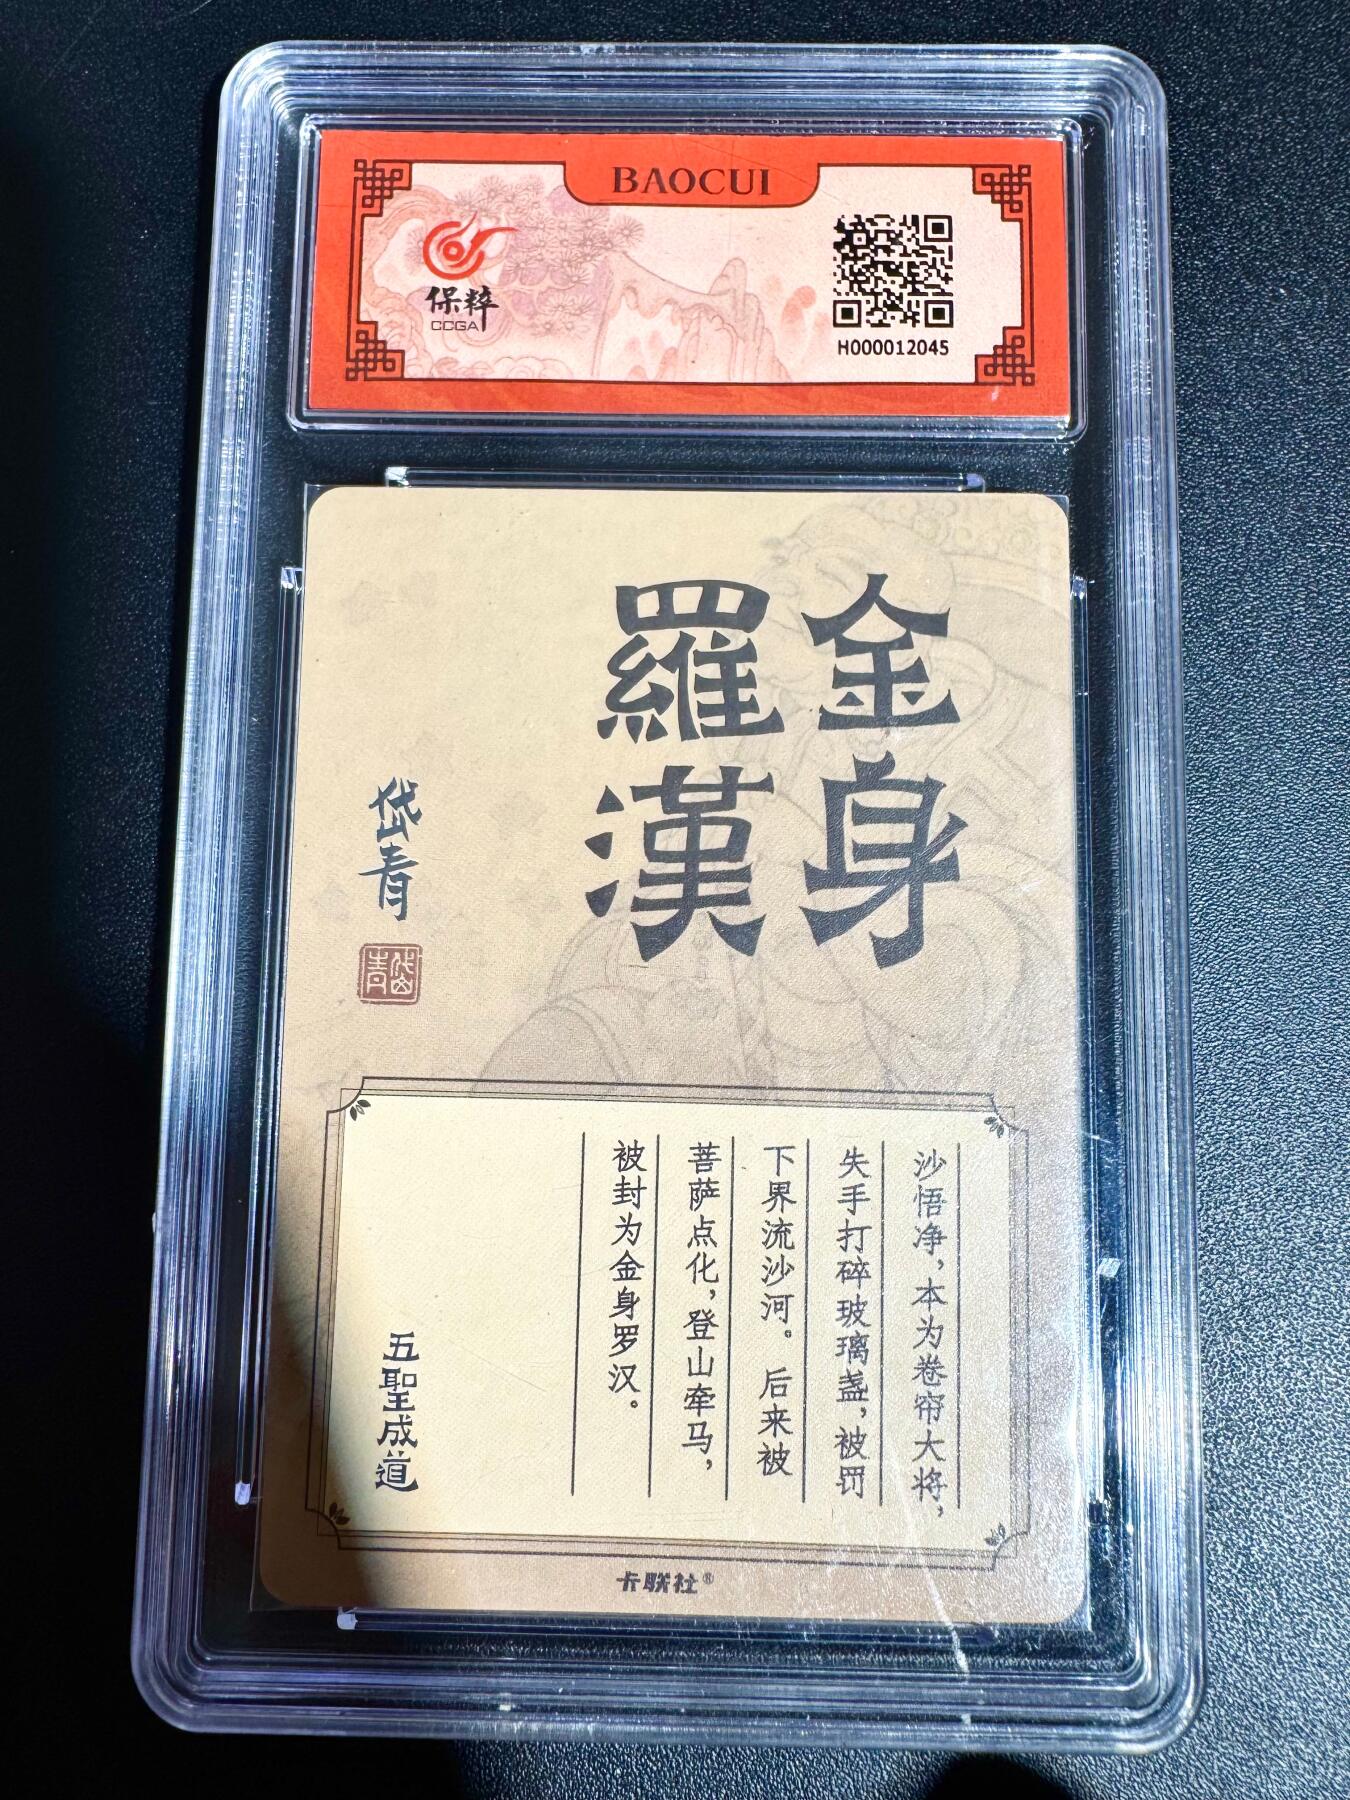 BAOCUI
保粹
CCGA
H000012045
金身
羅漢
岱青
岱青
沙悟净，本为卷帘大将，
失手打碎玻璃盏，被罚
下界流沙河。后来被
菩萨点化，登山牵马，
被封为金身罗汉。
五聖成道
卡联社®